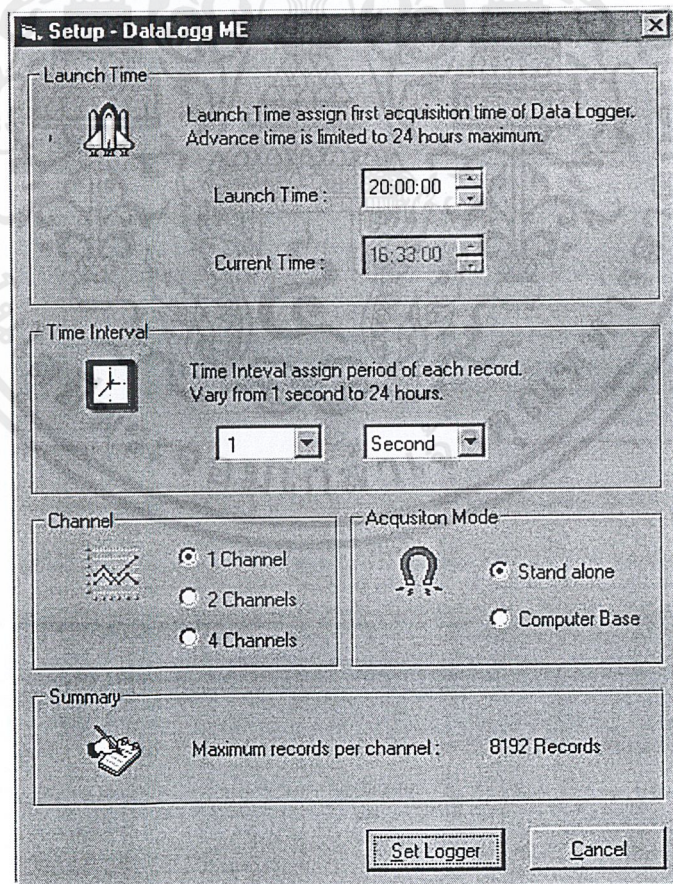 Setup - DataLogg ME
Launch Time
Launch Time assign first acquisition time of Data Logger.
Advance time is limited to 24 hours maximum.
Launch Time : 20:00:00
Current Time : 16:33:00
Time Interval
Time Inteval assign period of each record.
Vary from 1 second to 24 hours.
1 Second
Channel
1 Channel
2 Channels
4 Channels
Acqusiton Mode
Stand alone
Computer Base
Summary
Maximum records per channel : 8192 Records
Set Logger Cancel